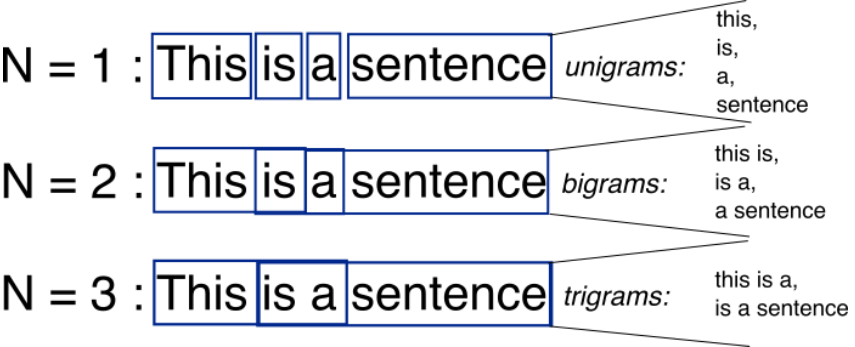 N = 1 : This is a sentence unigrams:
this,
is,
a,
sentence
N = 2 : This is a sentence bigrams:
this is,
is a,
a sentence
N = 3 : This is a sentence trigrams:
this is a,
is a sentence